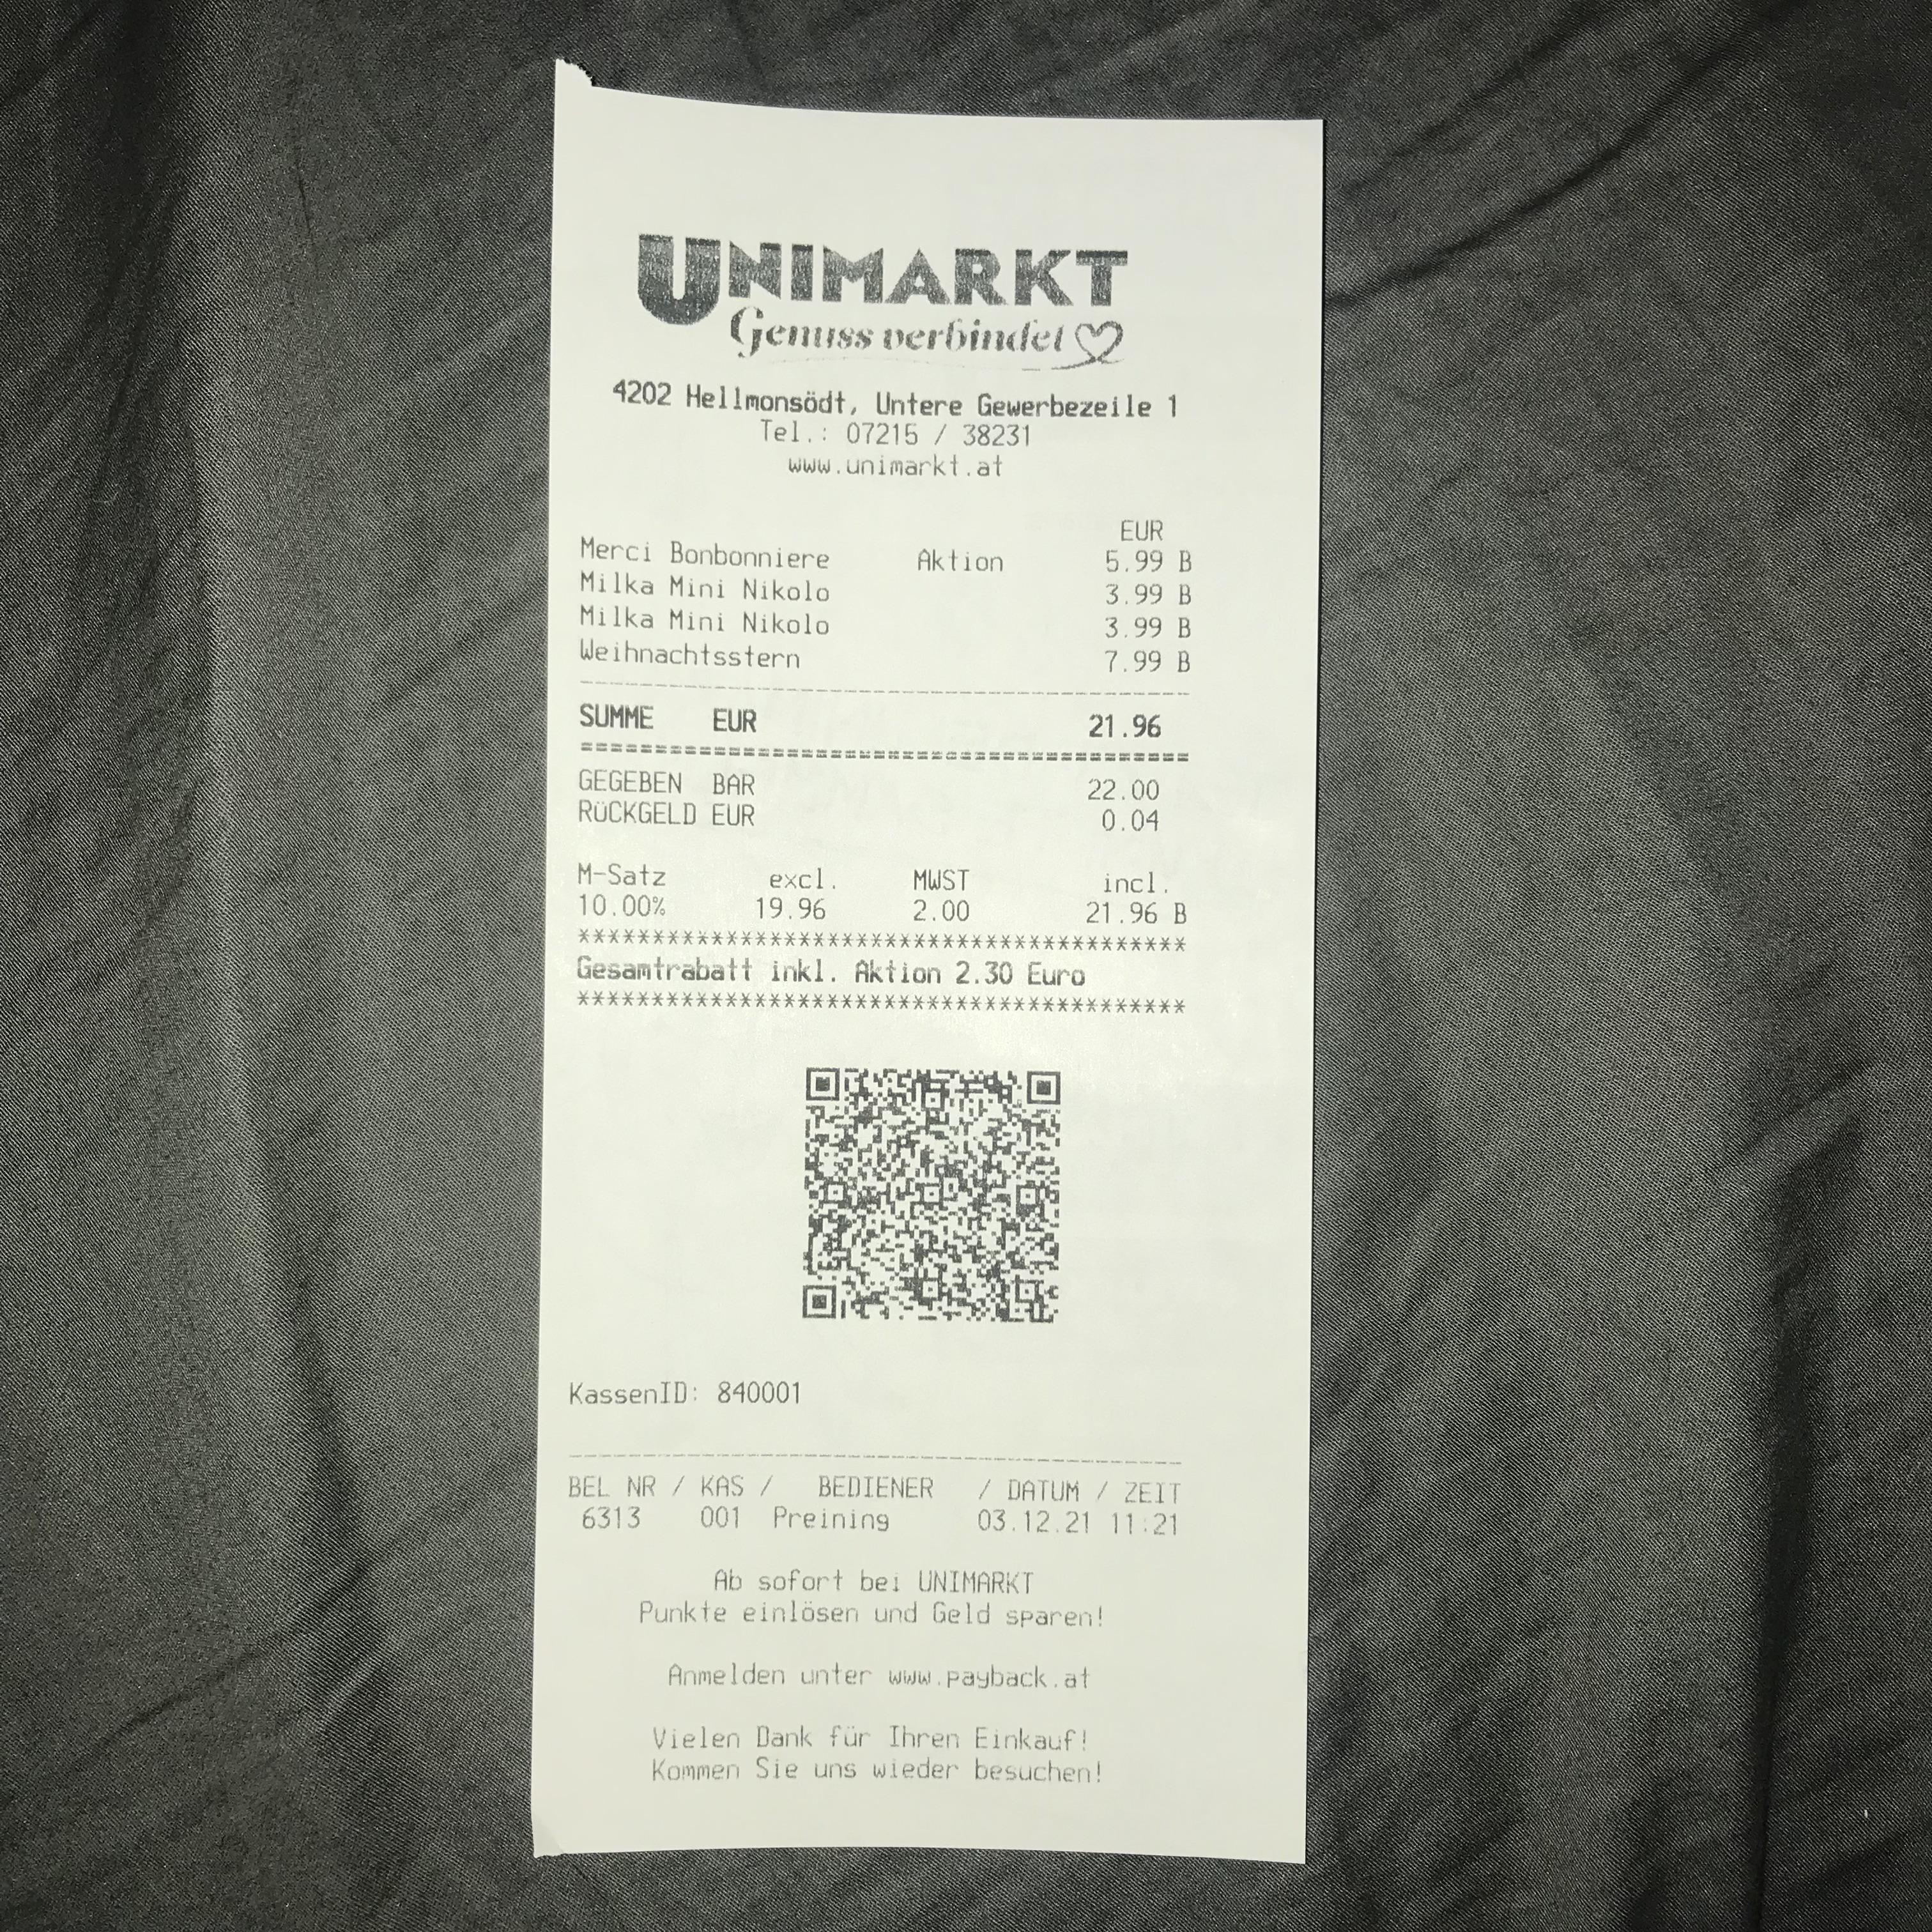 UNIMARKT
Genuss verbindet
4202 Hellmonsödt, Untere Gewerbezeile 1
Tel.: 07215 / 38231
www.unimarkt.at
EUR
Merci Bonbonniere Aktion 5.99 B
Milka Mini Nikolo 3.99 B
Milka Mini Nikolo 3.99 B
Weihnachtsstern 7.99 B
------------------------------------------
SUMME EUR 21.96
==========================================
GEGEBEN BAR 22.00
RüCKGELD EUR 0.04
M-Satz excl. MWST incl.
10.00% 19.96 2.00 21.96 B
******************************************
Gesamtrabatt inkl. Aktion 2.30 Euro
******************************************
KassenID: 840001
------------------------------------------
BEL NR / KAS / BEDIENER / DATUM / ZEIT
6313 001 Preining 03.12.21 11:21
Ab sofort bei UNIMARKT
Punkte einlösen und Geld sparen!
Anmelden unter www.payback.at
Vielen Dank für Ihren Einkauf!
Kommen Sie uns wieder besuchen!